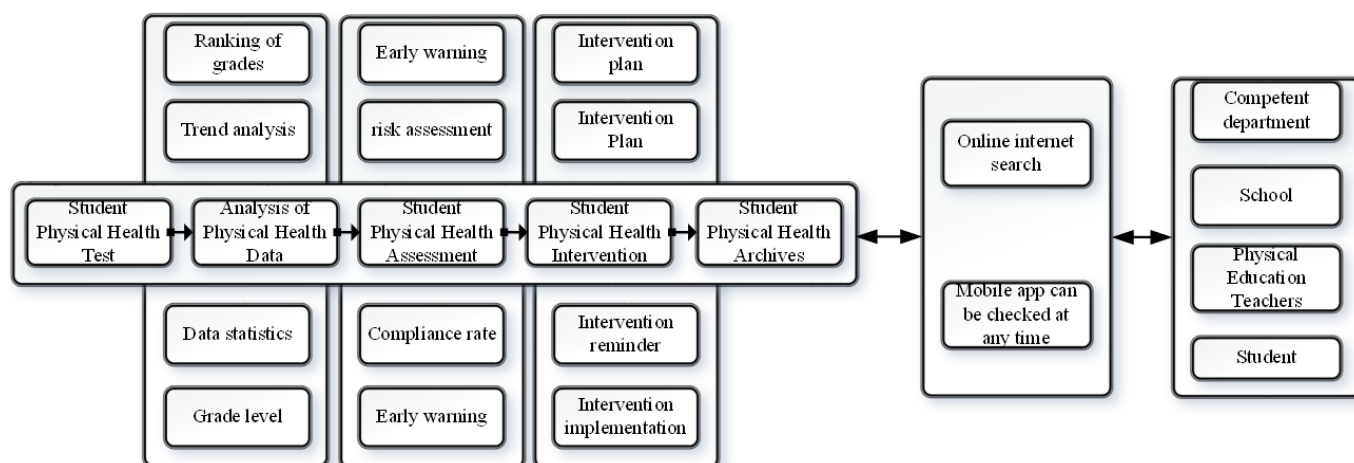 Ranking of
grades
Trend analysis
Early warning
risk assessment
Intervention
plan
Intervention
Plan
Student
Physical Health
Test
Analysis of
Physical Health
Data
Student
Physical Health
Assessment
Student
Physical Health
Intervention
Student
Physical Health
Archives
Data statistics
Grade level
Compliance rate
Early warning
Intervention
reminder
Intervention
implementation
Online internet
search
Mobile app can
be checked at
any time
Competent
department
School
Physical
Education
Teachers
Student